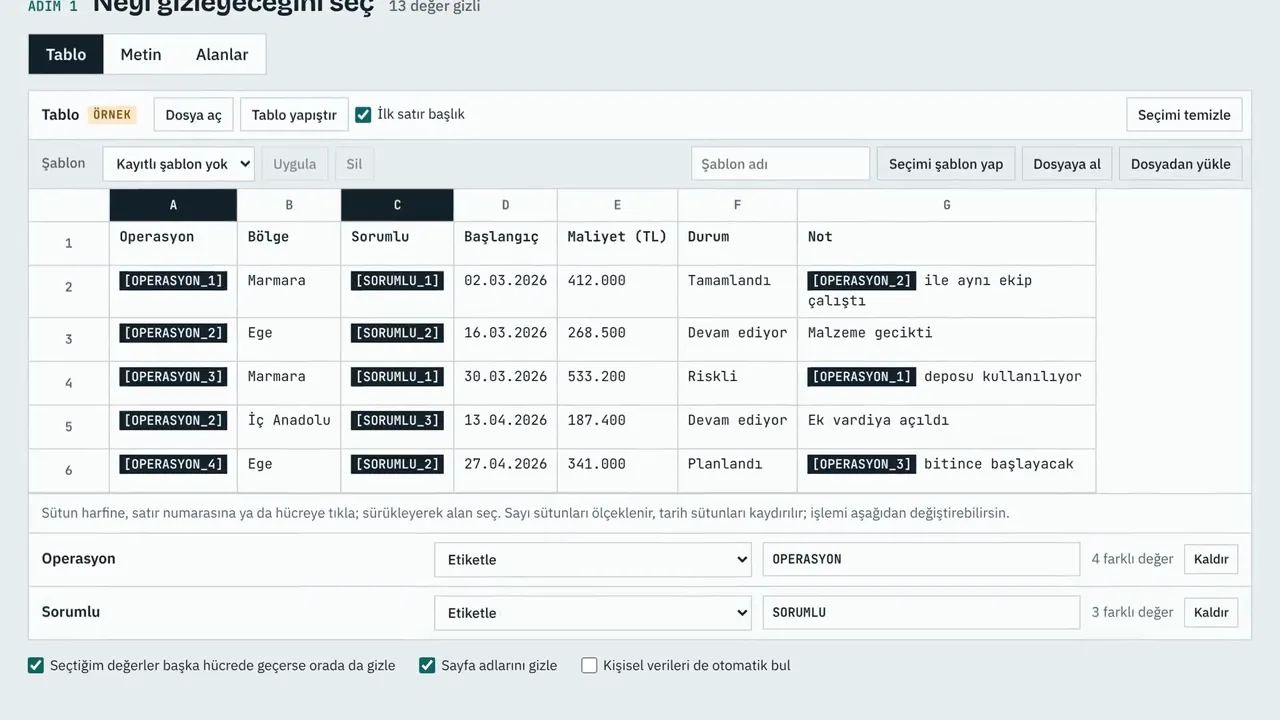 ADIM 1 Neyi gizleyeceğini seç 13 değer gizli
Tablo Metin Alanlar
Tablo ÖRNEK Dosya aç Tablo yapıştır İlk satır başlık Seçimi temizle
Şablon Kayıtlı şablon yok Uygula Sil Şablon adı Seçimi şablon yap Dosyaya al Dosyadan yükle
A B C D E F G
1 Operasyon Bölge Sorumlu Başlangıç Maliyet (TL) Durum Not
2 [OPERASYON_1] Marmara [SORUMLU_1] 02.03.2026 412.000 Tamamlandı [OPERASYON_2] ile aynı ekip
çalıştı
3 [OPERASYON_2] Ege [SORUMLU_2] 16.03.2026 268.500 Devam ediyor Malzeme gecikti
4 [OPERASYON_3] Marmara [SORUMLU_1] 30.03.2026 533.200 Riskli [OPERASYON_1] deposu kullanılıyor
5 [OPERASYON_2] İç Anadolu [SORUMLU_3] 13.04.2026 187.400 Devam ediyor Ek vardiya açıldı
6 [OPERASYON_4] Ege [SORUMLU_2] 27.04.2026 341.000 Planlandı [OPERASYON_3] bitince başlayacak
Sütun harfine, satır numarasına ya da hücreye tıkla; sürükleyerek alan seç. Sayı sütunları ölçeklenir, tarih sütunları kaydırılır; işlemi aşağıdan değiştirebilirsin.
Operasyon Etiketle OPERASYON 4 farklı değer Kaldır
Sorumlu Etiketle SORUMLU 3 farklı değer Kaldır
Seçtiğim değerler başka hücrede geçerse orada da gizle Sayfa adlarını gizle Kişisel verileri de otomatik bul